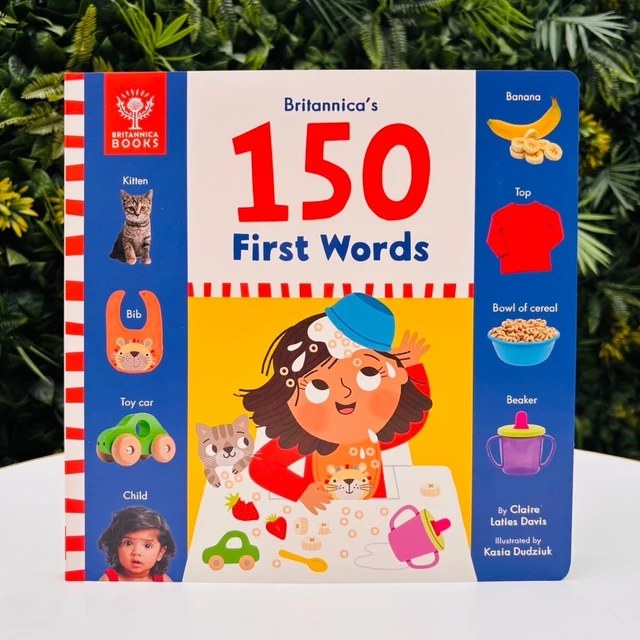 BRITANNICA
BOOKS
Britannica's
150
First Words
Kitten
Bib
Toy car
Child
Banana
Top
Bowl of cereal
Beaker
By Claire
Laties Davis
Illustrated by
Kasia Dudziuk